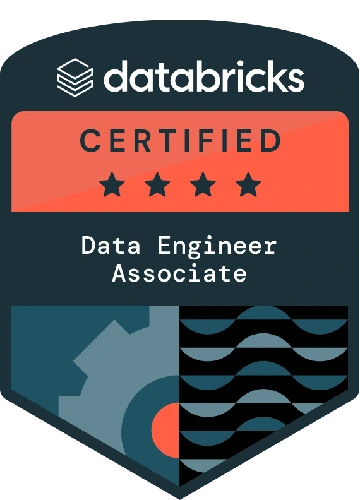 databricks
CERTIFIED
Data Engineer
Associate